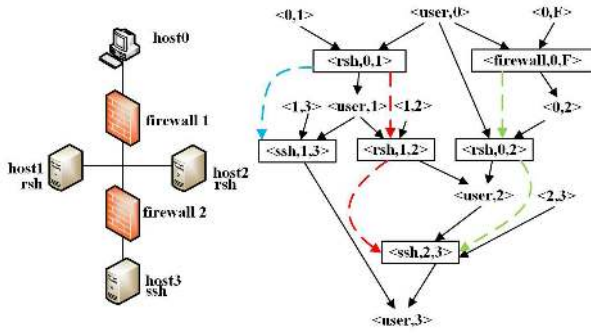 host0
firewall 1
host1
rsh
host2
rsh
firewall 2
host3
ssh
<0,1>
<user,0>
<0,F>
<rsh,0,1>
<firewall,0,F>
<1,3>
<user,1>
<1,2>
<0,2>
<ssh,1,3>
<rsh,1,2>
<rsh,0,2>
<user,2>
<2,3>
<ssh,2,3>
<user,3>